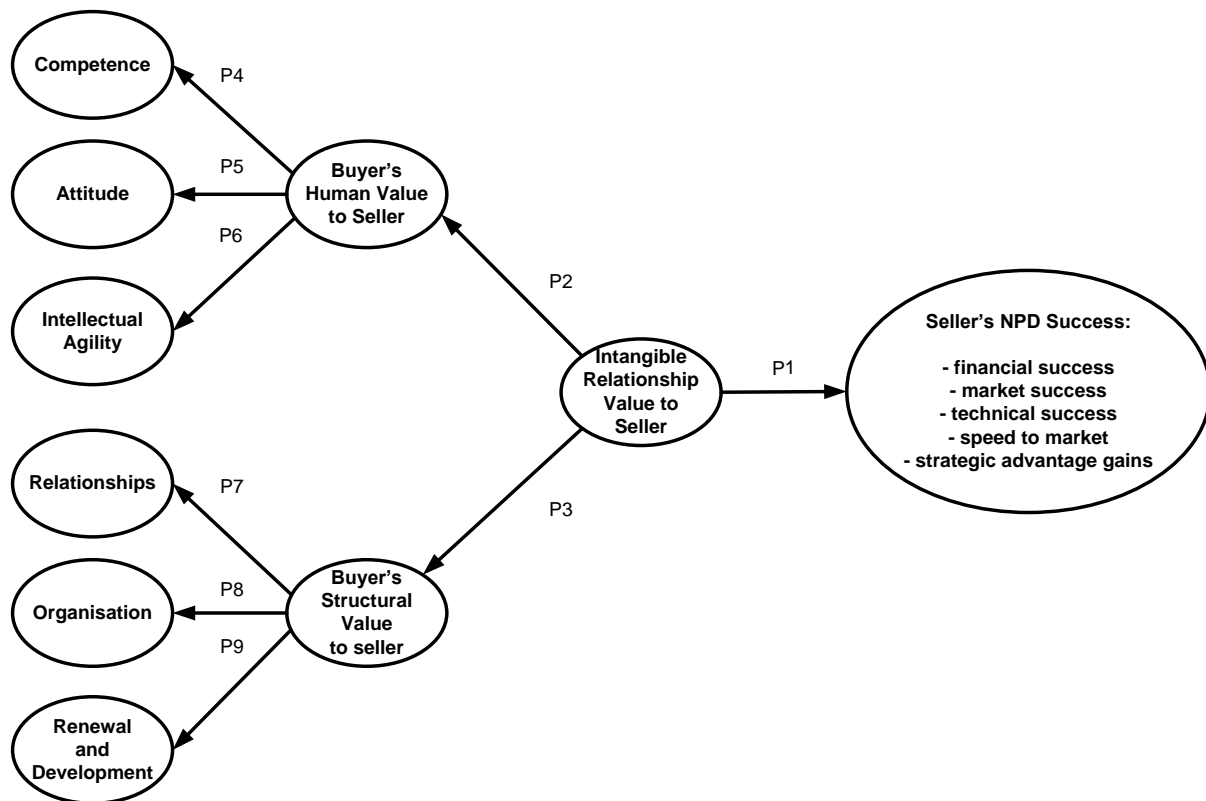 Competence
P4
Attitude
P5
Intellectual
Agility
P6
Buyer's
Human Value
to Seller
P2
Intangible
Relationship
Value to
Seller
P1
Seller's NPD Success:
- financial success
- market success
- technical success
- speed to market
- strategic advantage gains
P3
Relationships
P7
Organisation
P8
Renewal
and
Development
P9
Buyer's
Structural
Value
to seller